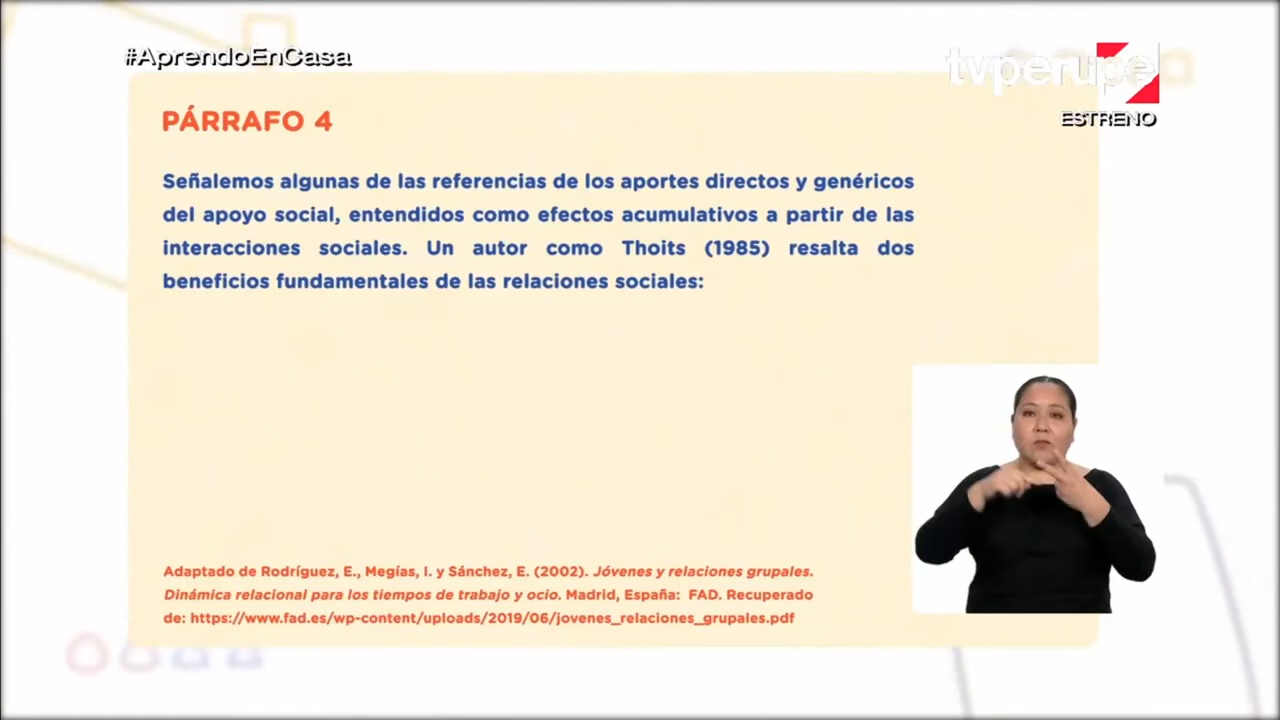 #AprendoEnCasa
tvperupe
ESTRENO
PÁRRAFO 4
Señalemos algunas de las referencias de los aportes directos y genéricos
del apoyo social, entendidos como efectos acumulativos a partir de las
interacciones sociales. Un autor como Thoits (1985) resalta dos
beneficios fundamentales de las relaciones sociales:
Adaptado de Rodríguez, E., Megías, I. y Sánchez, E. (2002). Jóvenes y relaciones grupales.
Dinámica relacional para los tiempos de trabajo y ocio. Madrid, España: FAD. Recuperado
de: https://www.fad.es/wp-content/uploads/2019/06/jovenes_relaciones_grupales.pdf